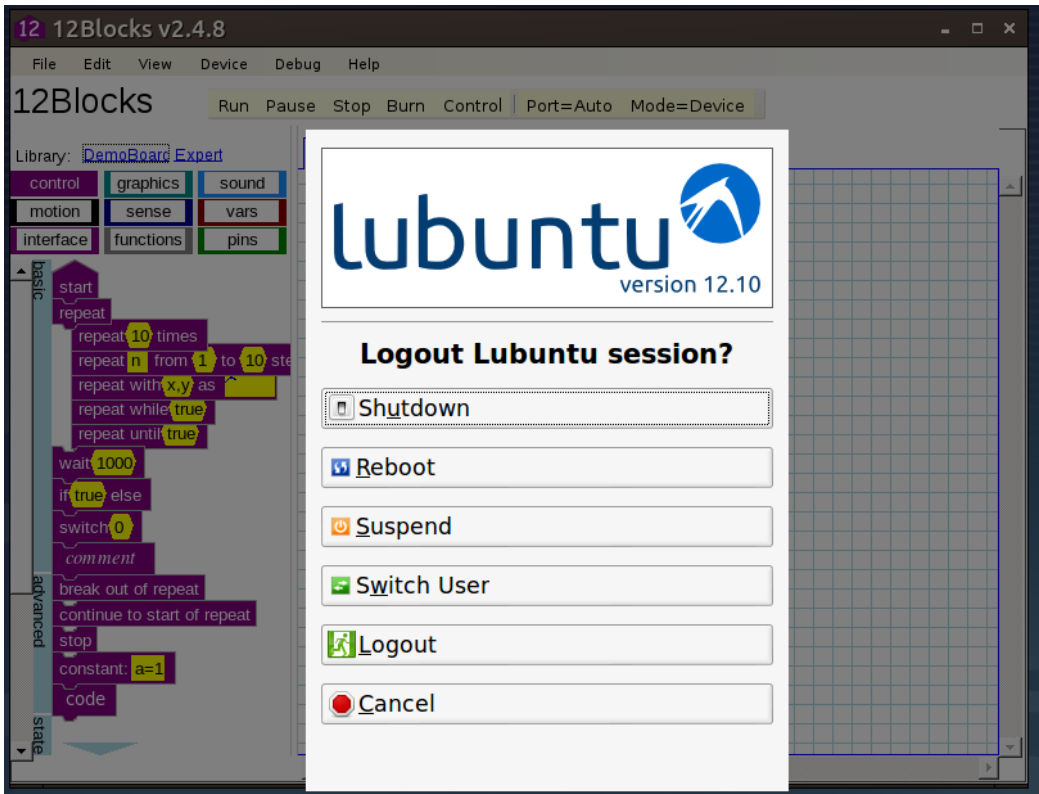 12 12Blocks v2.4.8
File Edit View Device Debug Help
12Blocks Run Pause Stop Burn Control Port=Auto Mode=Device
Library: DemoBoard Expert
control graphics sound
motion sense vars
interface functions pins
basic
start
repeat
repeat 10 times
repeat n from 1 to 10 ste
repeat with x,y as
repeat while true
repeat until true
wait 1000
if true else
switch 0
comment
advanced
break out of repeat
continue to start of repeat
stop
constant: a=1
code
state
lubuntu
version 12.10
Logout Lubuntu session?
Shutdown
Reboot
Suspend
Switch User
Logout
Cancel